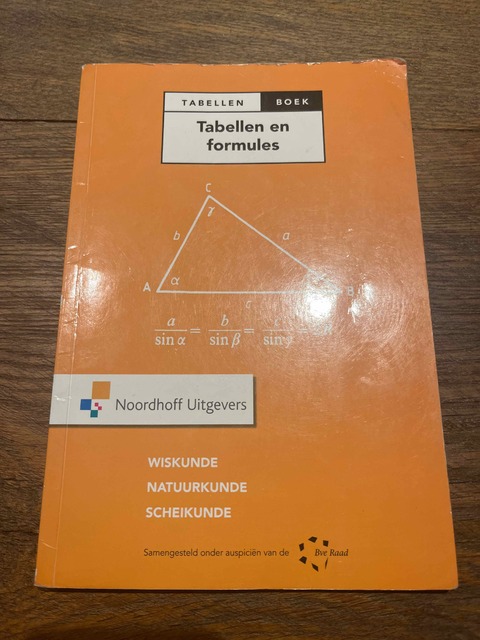 TABELLEN BOEK
Tabellen en
formules
C
γ
b a
A α B
c
a/sin α = b/sin β = /sin γ
Noordhoff Uitgevers
WISKUNDE
NATUURKUNDE
SCHEIKUNDE
Samengesteld onder auspiciën van de Bve Raad